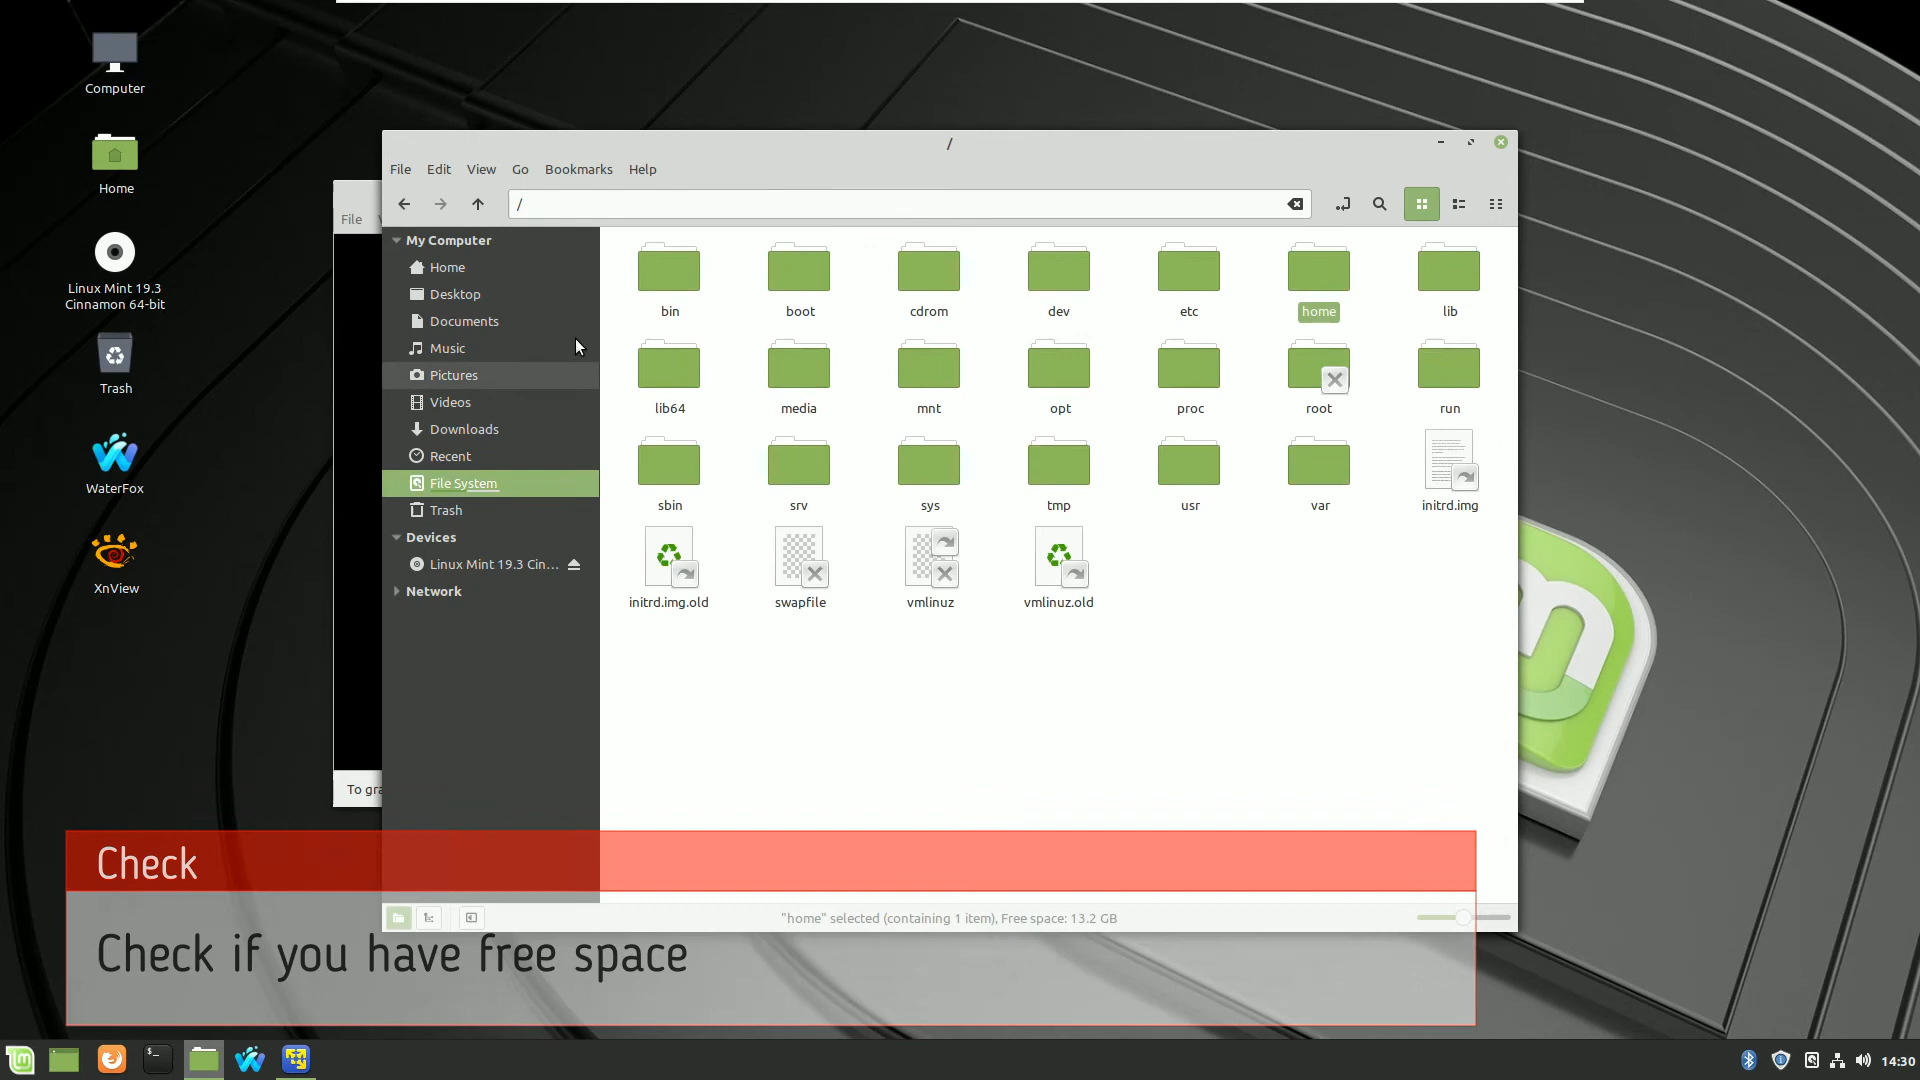 Computer
Home
Linux Mint 19.3
Cinnamon 64-bit
Trash
WaterFox
XnView
File
To gra
/
File Edit View Go Bookmarks Help
/
My Computer
Home
Desktop
Documents
Music
Pictures
Videos
Downloads
Recent
File System
Trash
Devices
Linux Mint 19.3 Cin...
Network
bin boot cdrom dev etc home lib
lib64 media mnt opt proc root run
sbin srv sys tmp usr var initrd.img
initrd.img.old swapfile vmlinuz vmlinuz.old
"home" selected (containing 1 item), Free space: 13.2 GB
Check
Check if you have free space
14:30